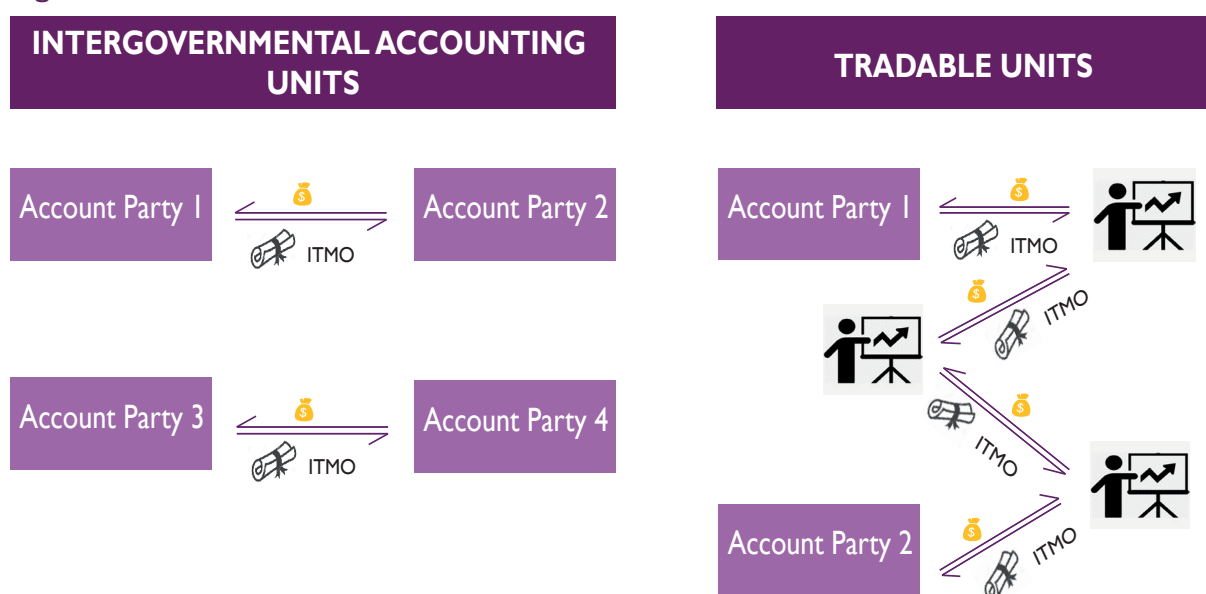 INTERGOVERNMENTAL ACCOUNTING
UNITS
Account Party 1
$
ITMO
Account Party 2
Account Party 3
$
ITMO
Account Party 4
TRADABLE UNITS
Account Party 1
$
ITMO
$
ITMO
$
ITMO
Account Party 2
$
ITMO